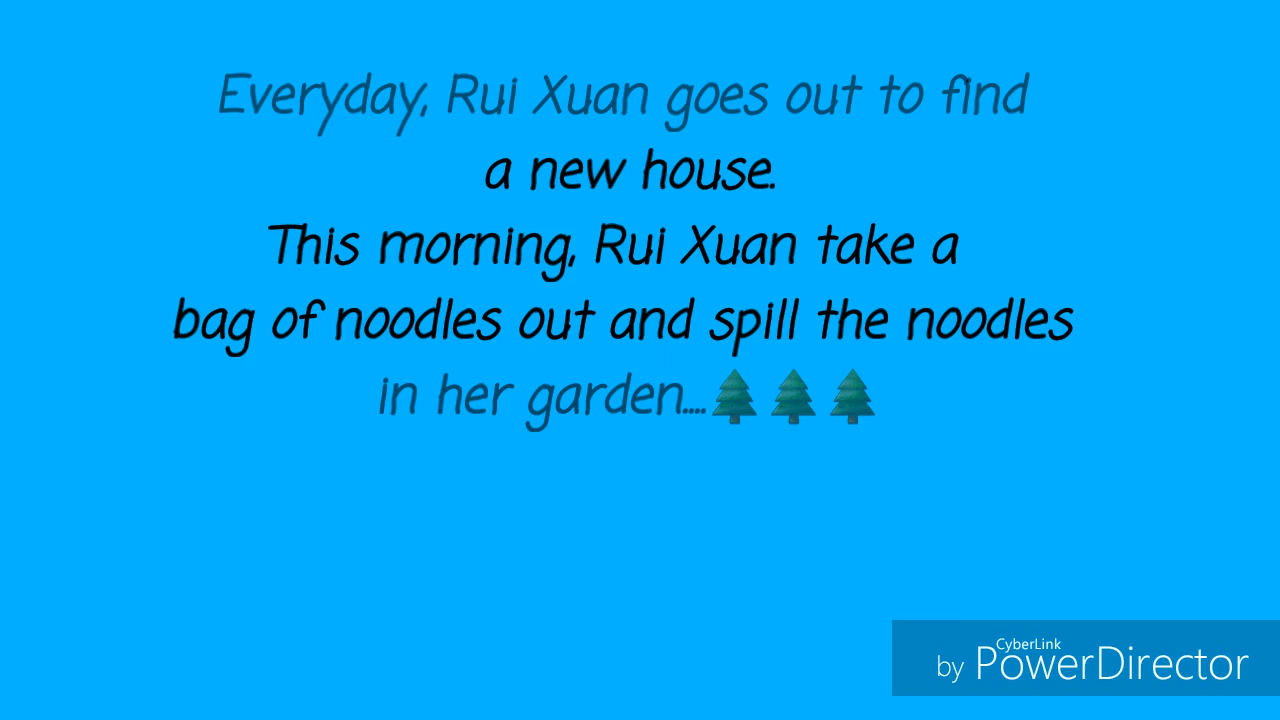 Everyday, Rui Xuan goes out to find
a new house.
This morning, Rui Xuan take a
bag of noodles out and spill the noodles
in her garden....🌲🌲🌲
by CyberLink PowerDirector